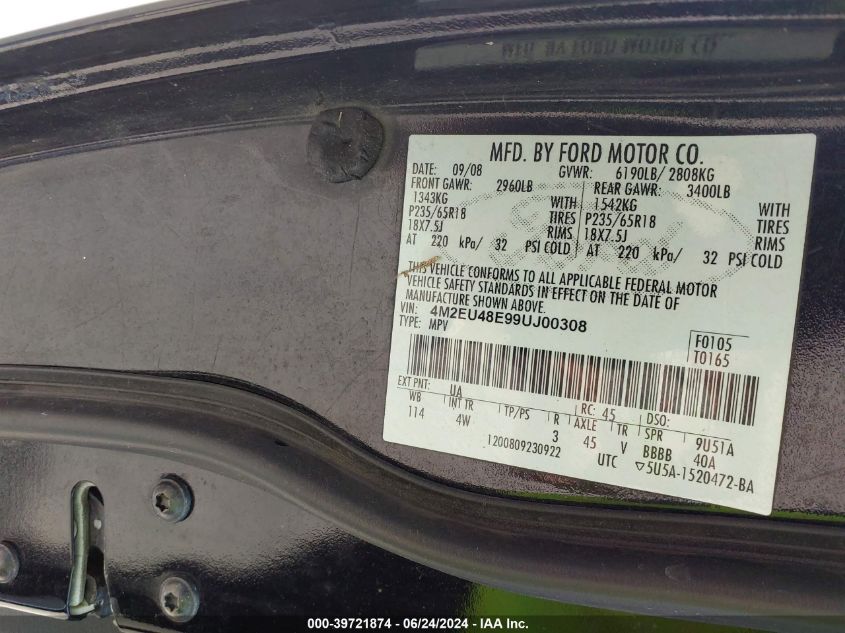 MFD. BY FORD MOTOR CO.
DATE: 09/08 GVWR: 6190LB/ 2808KG
FRONT GAWR: 2960LB REAR GAWR: 3400LB
1343KG WITH 1542KG WITH
P235/65R18 TIRES P235/65R18 TIRES
18X7.5J RIMS 18X7.5J RIMS
AT 220 kPa/ 32 PSI COLD AT 220 kPa/ 32 PSI COLD
THIS VEHICLE CONFORMS TO ALL APPLICABLE FEDERAL MOTOR
VEHICLE SAFETY STANDARDS IN EFFECT ON THE DATE OF
MANUFACTURE SHOWN ABOVE.
VIN: 4M2EU48E99UJ00308
TYPE: MPV
F0105
T0165
EXT PNT: UA RC: 45 DSO:
WB INT TR TP/PS R AXLE TR SPR 9U51A
114 4W 3 45 V BBBB 40A
1200809230922 UTC ▽5U5A-1520472-BA
000-39721874 / 06/24/2024 - IAA Inc.